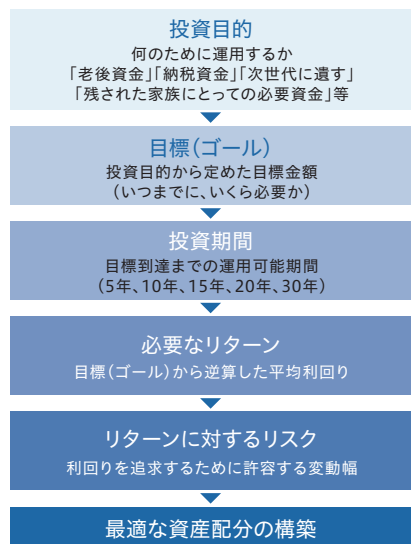 投資目的
何のために運用するか
「老後資金」「納税資金」「次世代に遺す」
「残された家族にとっての必要資金」等
目標（ゴール）
投資目的から定めた目標金額
（いつまでに、いくら必要か）
投資期間
目標到達までの運用可能期間
（5年、10年、15年、20年、30年）
必要なリターン
目標（ゴール）から逆算した平均利回り
リターンに対するリスク
利回りを追求するために許容する変動幅
最適な資産配分の構築